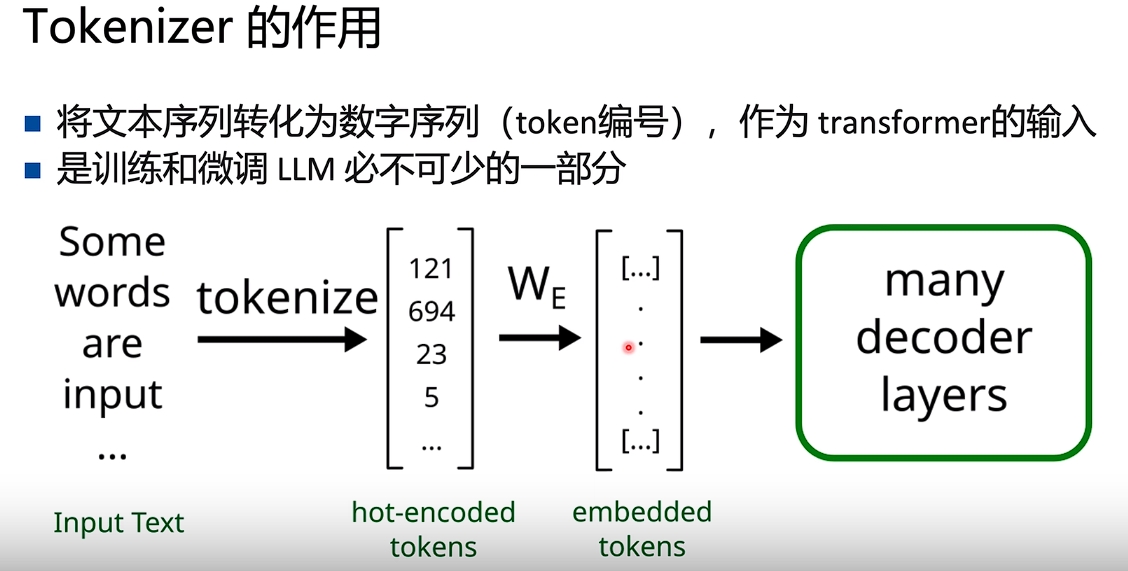 Tokenizer 的作用
将文本序列转化为数字序列（token编号），作为 transformer的输入
是训练和微调 LLM 必不可少的一部分
Some
words
are
input
...
tokenize
121
694
23
5
...
WE
[...]
.
.
.
.
[...]
many
decoder
layers
Input Text
hot-encoded
tokens
embedded
tokens